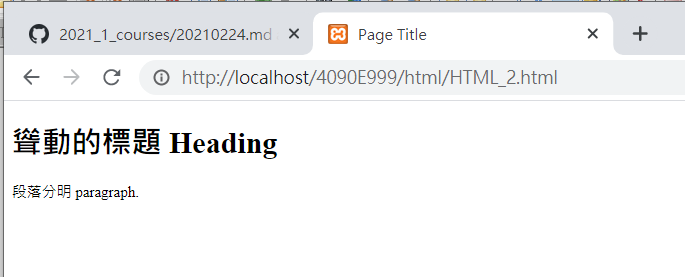 2021_1_courses/20210224.md
Page Title
http://localhost/4090E999/html/HTML_2.html
聳動的標題 Heading
段落分明 paragraph.